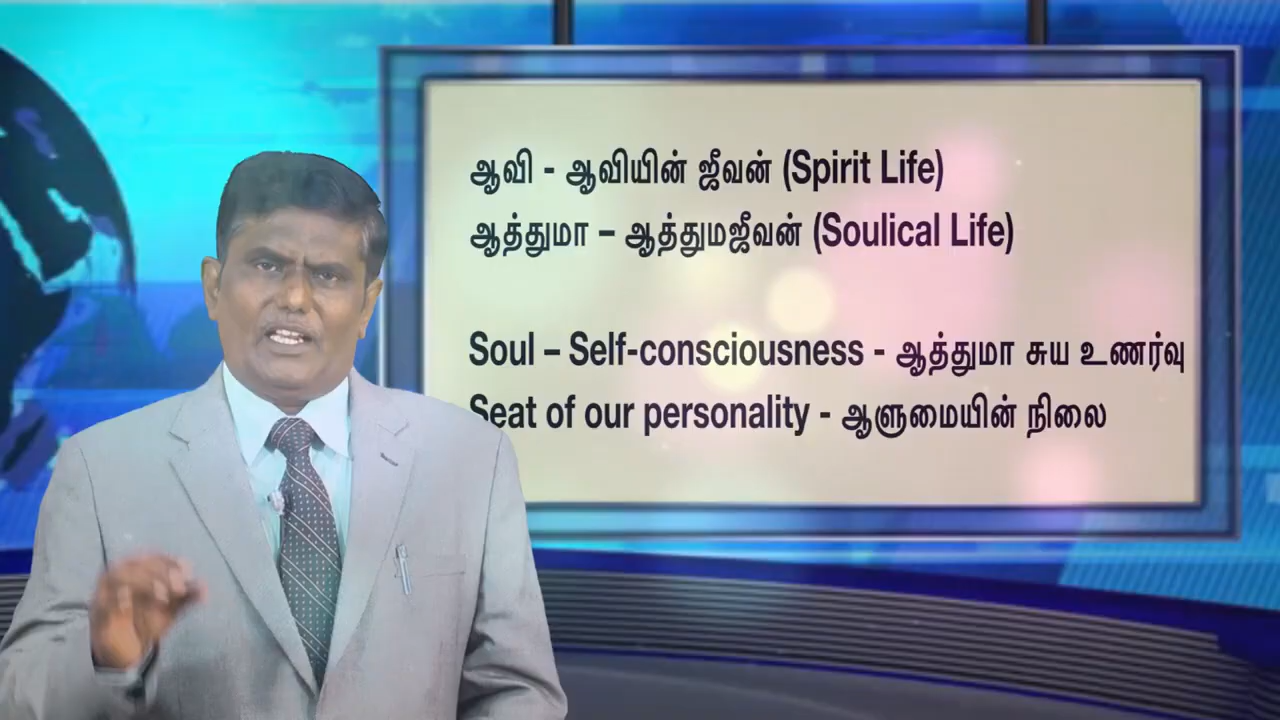 ஆவி - ஆவியின் ஜீவன் (Spirit Life)
ஆத்துமா – ஆத்துமஜீவன் (Soulical Life)
Soul – Self-consciousness - ஆத்துமா சுய உணர்வு
Seat of our personality - ஆளுமையின் நிலை